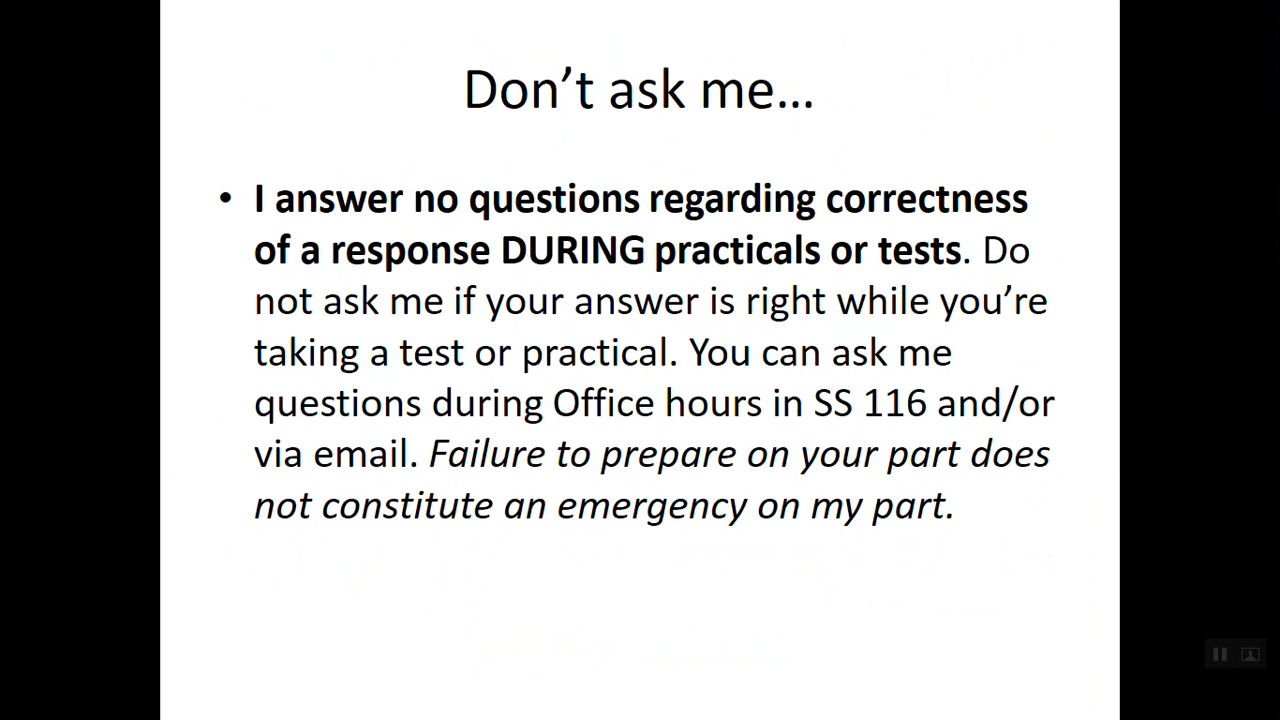 Don’t ask me…
• I answer no questions regarding correctness
of a response DURING practicals or tests. Do
not ask me if your answer is right while you’re
taking a test or practical. You can ask me
questions during Office hours in SS 116 and/or
via email. Failure to prepare on your part does
not constitute an emergency on my part.